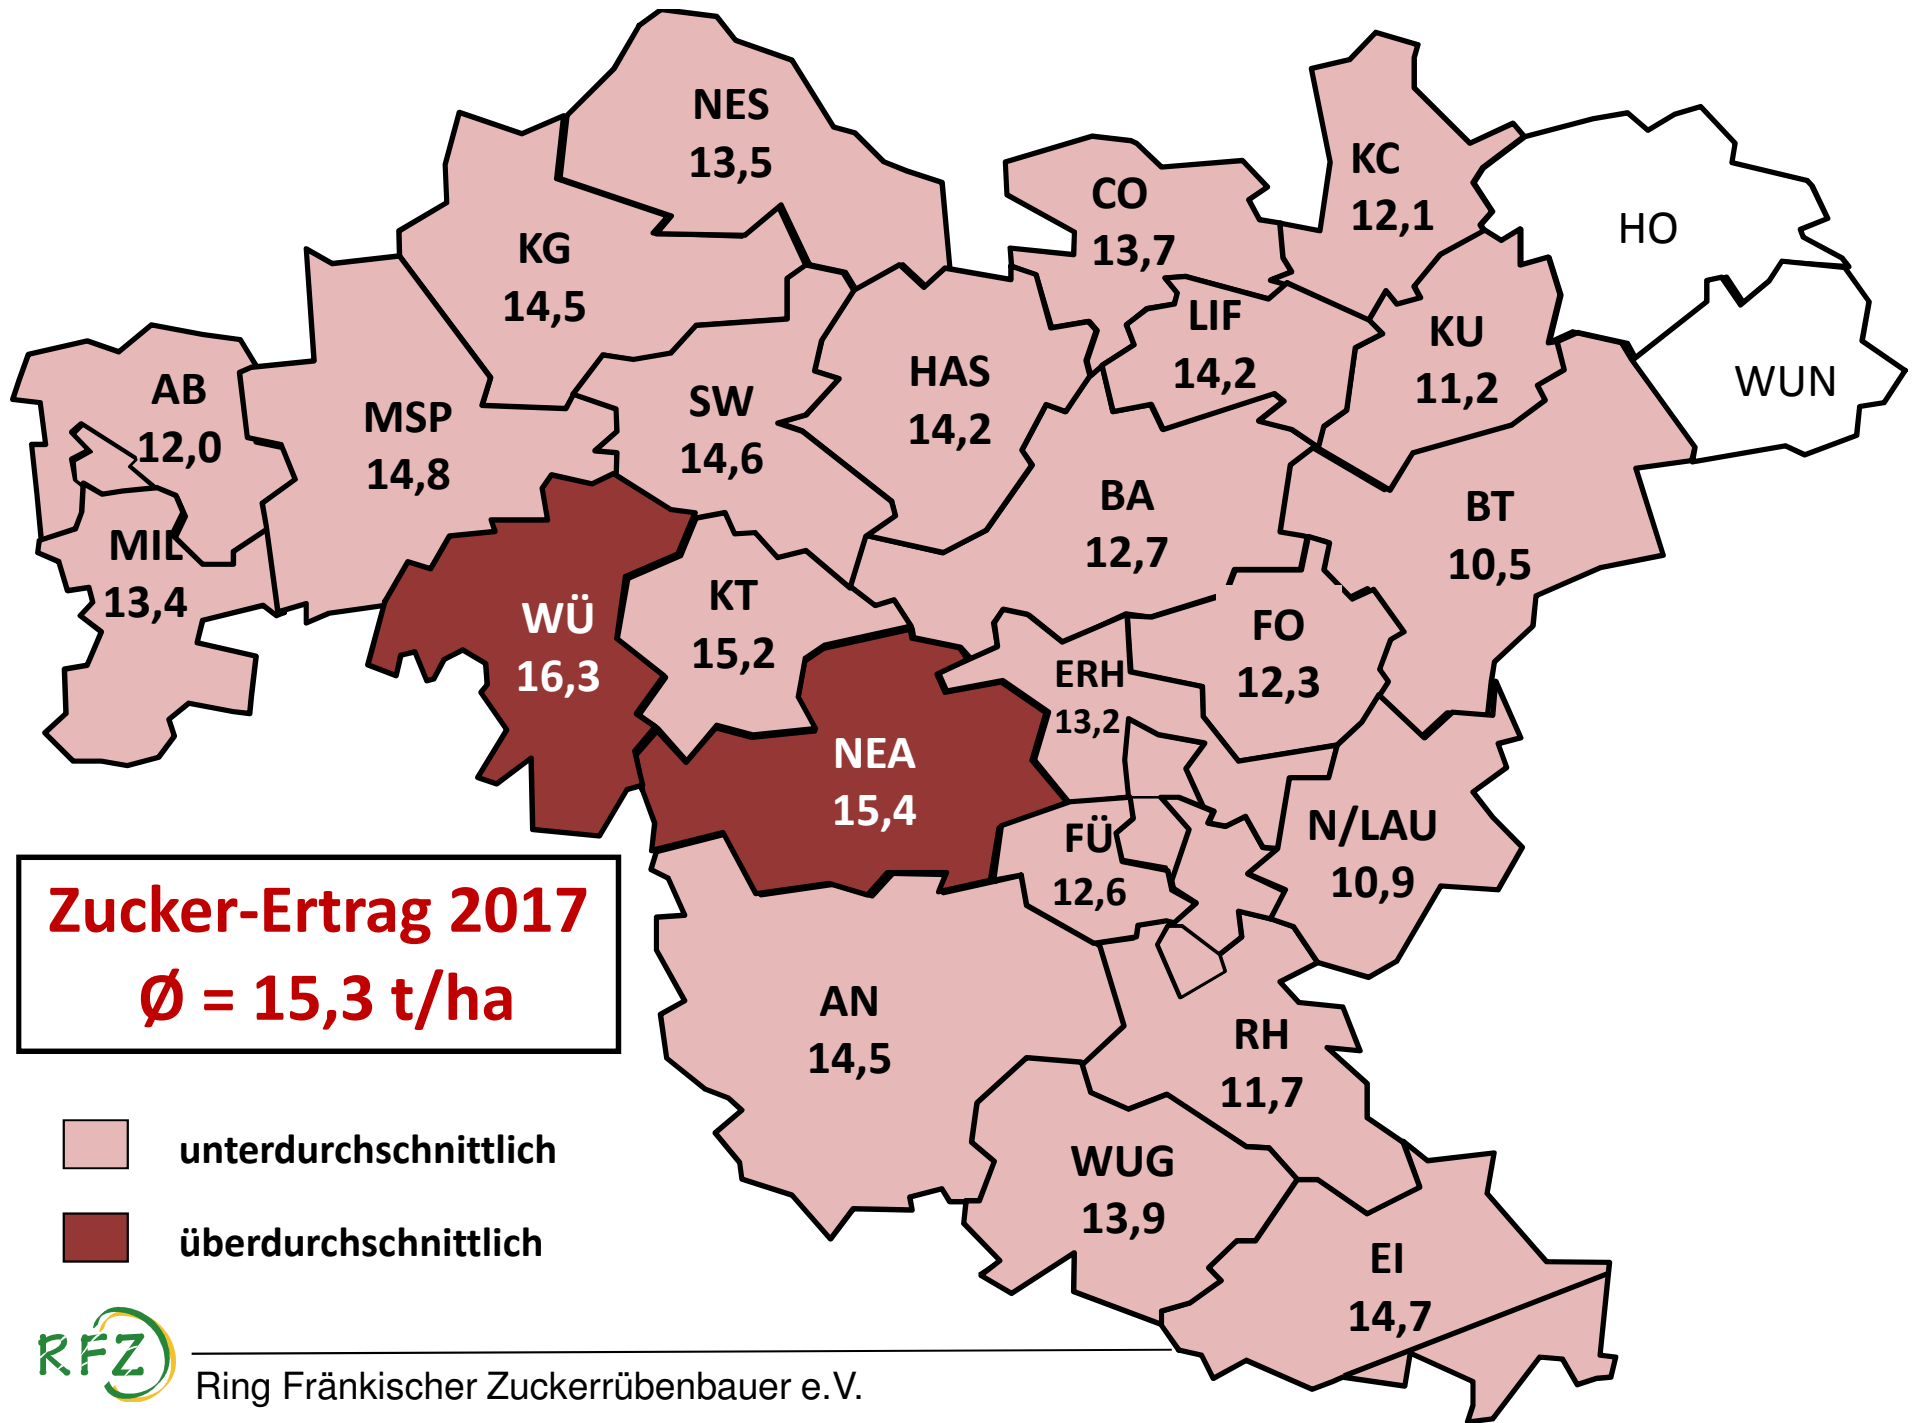 NES
13,5
KC
12,1
CO
13,7
HO
KG
14,5
LIF
14,2
KU
11,2
WUN
AB
12,0
MSP
14,8
SW
14,6
HAS
14,2
BA
12,7
BT
10,5
MIL
13,4
WÜ
16,3
KT
15,2
FO
12,3
ERH
13,2
NEA
15,4
FÜ
12,6
N/LAU
10,9
Zucker-Ertrag 2017
Ø = 15,3 t/ha
AN
14,5
RH
11,7
WUG
13,9
EI
14,7
unterdurchschnittlich
überdurchschnittlich
RFZ
Ring Fränkischer Zuckerrübenbauer e.V.